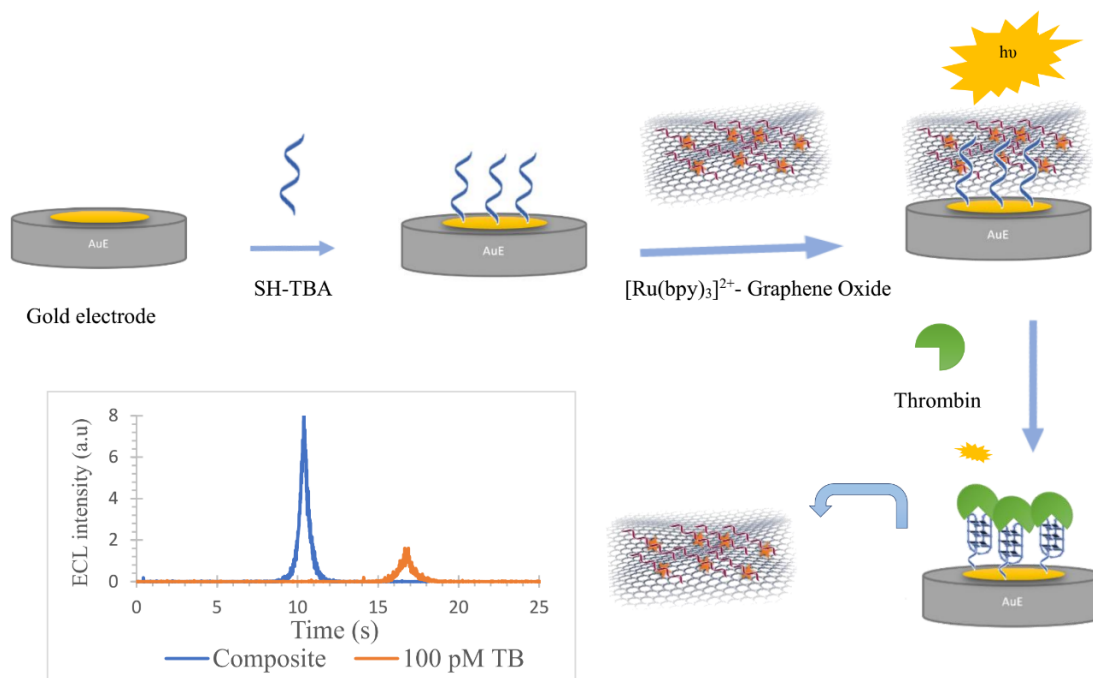 hυ
AuE
AuE
AuE
SH-TBA
[Ru(bpy)₃]²⁺- Graphene Oxide
Gold electrode
Thrombin
8
6
4
2
0
ECL intensity (a.u)
0 5 10 15 20 25
Time (s)
Composite 100 pM TB
AuE